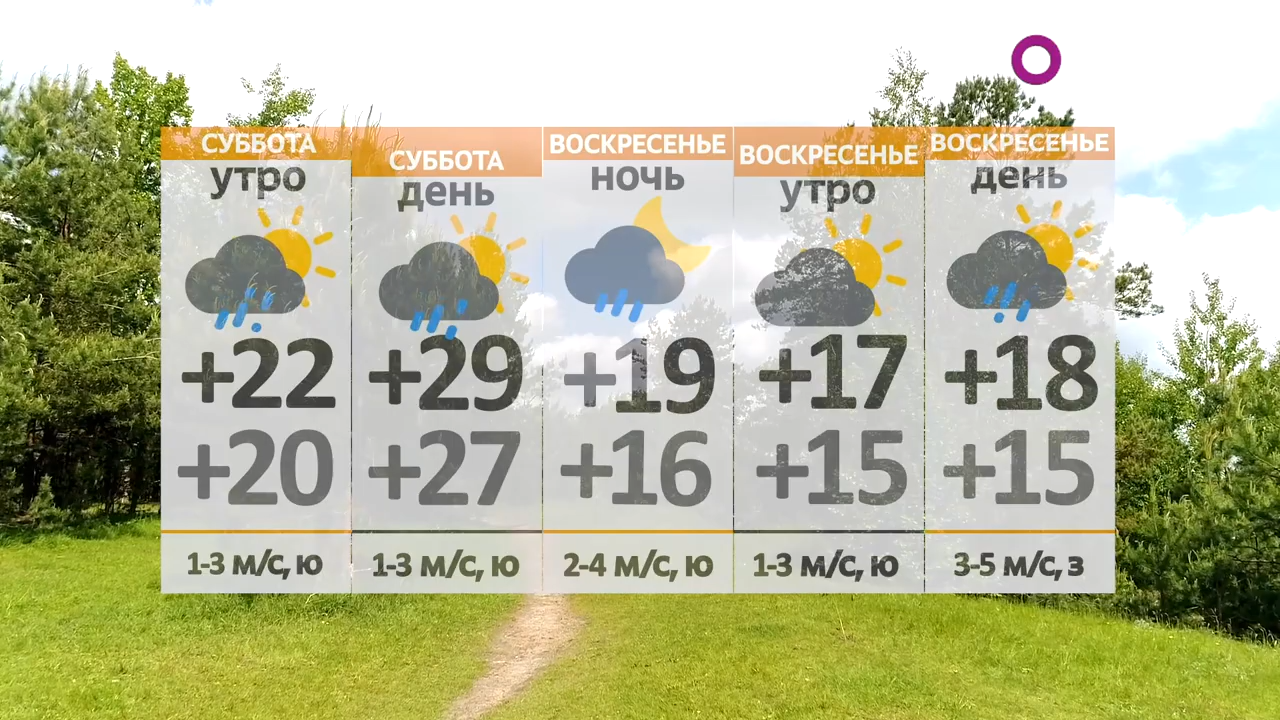 СУББОТА
утро
+22
+20
1-3 м/с, ю
СУББОТА
день
+29
+27
1-3 м/с, ю
ВОСКРЕСЕНЬЕ
ночь
+19
+16
2-4 м/с, ю
ВОСКРЕСЕНЬЕ
утро
+17
+15
1-3 м/с, ю
ВОСКРЕСЕНЬЕ
день
+18
+15
3-5 м/с, з